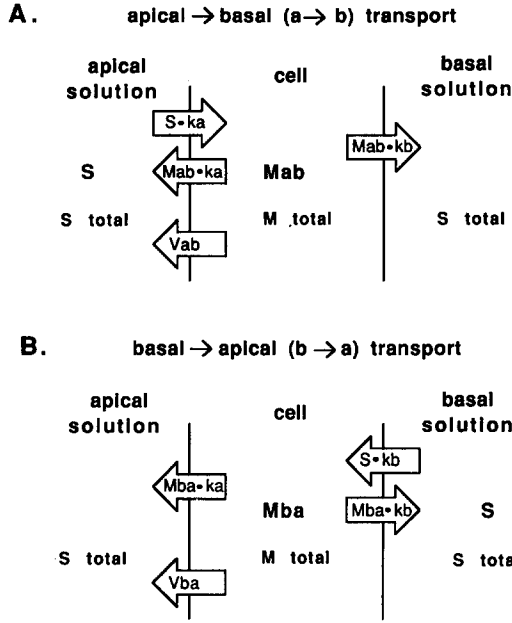 A. apical → basal (a → b) transport
apical solution
cell
basal solution
S•ka
Mab•kb
S
Mab•ka
Mab
S total
M total
S total
Vab
B. basal → apical (b → a) transport
apical solution
cell
basal solution
S•kb
Mba•ka
Mba
Mba•kb
S
S total
M total
S tota
Vba